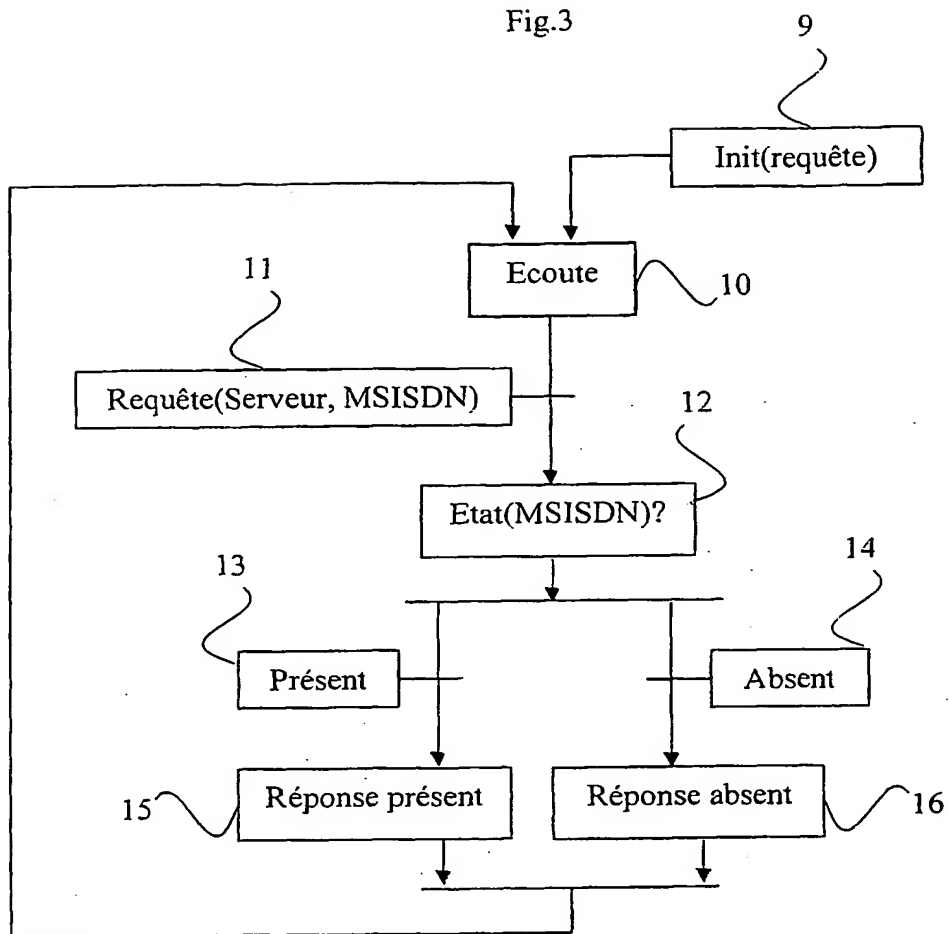 Fig.3
9
Init(requête)
Ecoute
10
11
Requête(Serveur, MSISDN)
12
Etat(MSISDN)?
13
14
Présent
Absent
15
Réponse présent
Réponse absent
16